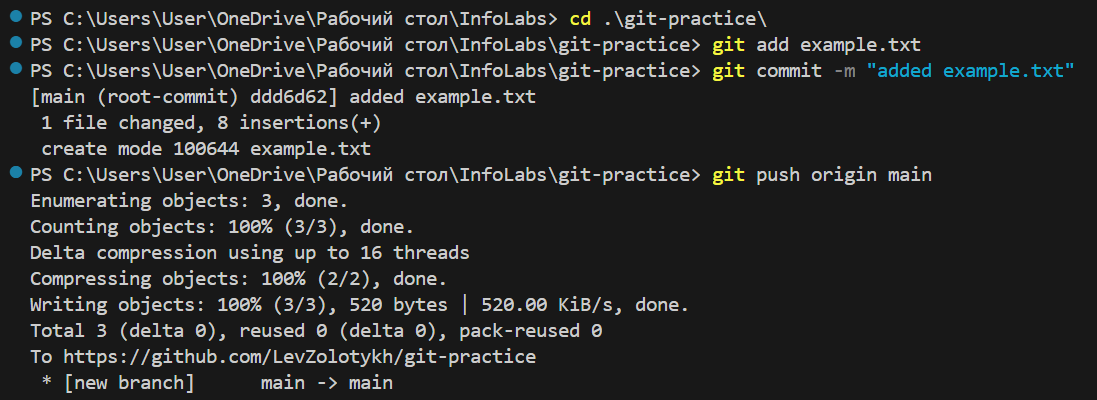 PS C:\Users\User\OneDrive\Рабочий стол\InfoLabs> cd .\git-practice\
PS C:\Users\User\OneDrive\Рабочий стол\InfoLabs\git-practice> git add example.txt
PS C:\Users\User\OneDrive\Рабочий стол\InfoLabs\git-practice> git commit -m "added example.txt"
[main (root-commit) ddd6d62] added example.txt
 1 file changed, 8 insertions(+)
 create mode 100644 example.txt
PS C:\Users\User\OneDrive\Рабочий стол\InfoLabs\git-practice> git push origin main
Enumerating objects: 3, done.
Counting objects: 100% (3/3), done.
Delta compression using up to 16 threads
Compressing objects: 100% (2/2), done.
Writing objects: 100% (3/3), 520 bytes | 520.00 KiB/s, done.
Total 3 (delta 0), reused 0 (delta 0), pack-reused 0
To https://github.com/LevZolotykh/git-practice
 * [new branch]      main -> main